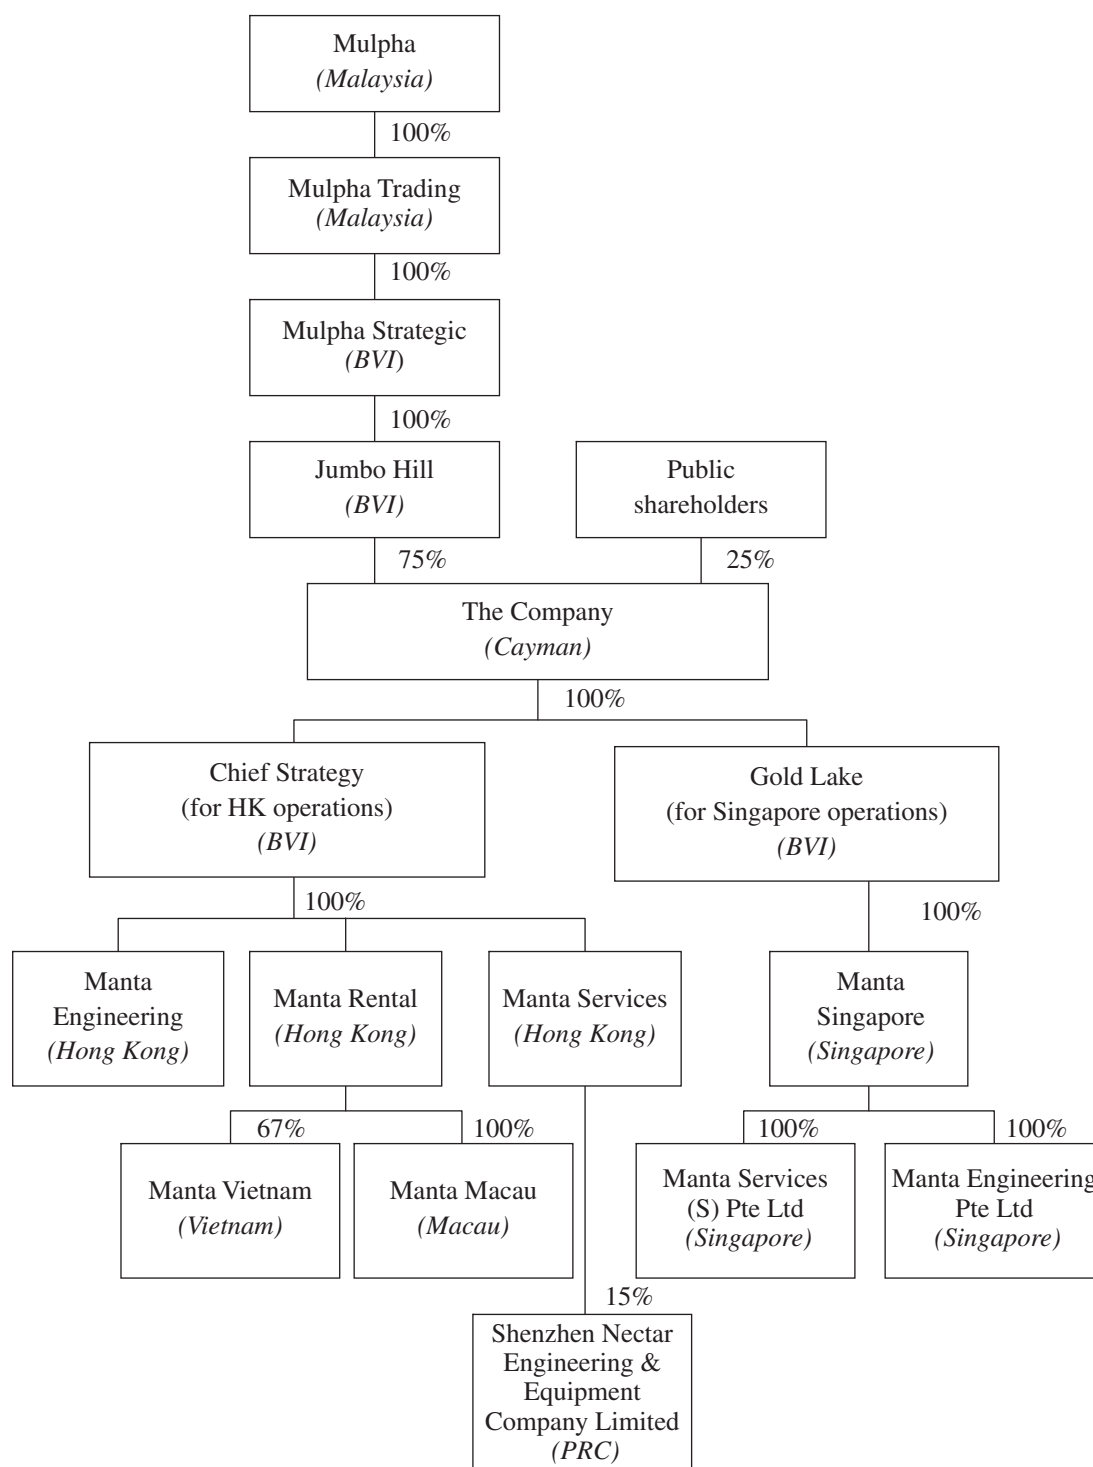 Mulpha
(Malaysia)
100%
Mulpha Trading
(Malaysia)
100%
Mulpha Strategic
(BVI)
100%
Jumbo Hill
(BVI)
Public
shareholders
75%
25%
The Company
(Cayman)
100%
Chief Strategy
(for HK operations)
(BVI)
Gold Lake
(for Singapore operations)
(BVI)
100%
100%
Manta
Engineering
(Hong Kong)
Manta Rental
(Hong Kong)
Manta Services
(Hong Kong)
Manta
Singapore
(Singapore)
67%
100%
100%
100%
Manta Vietnam
(Vietnam)
Manta Macau
(Macau)
Manta Services
(S) Pte Ltd
(Singapore)
Manta Engineering
Pte Ltd
(Singapore)
15%
Shenzhen Nectar
Engineering &
Equipment
Company Limited
(PRC)